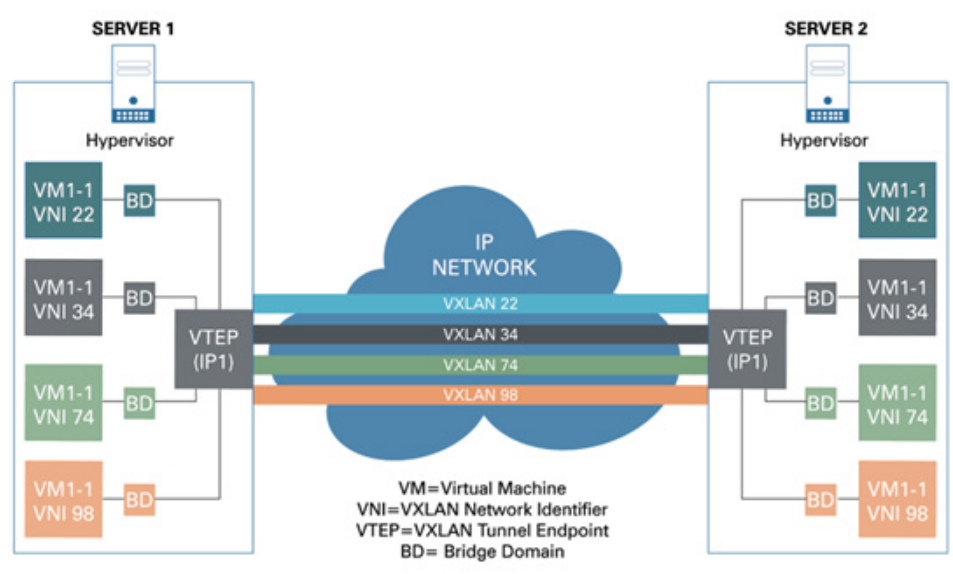 SERVER 1
Hypervisor
VM1-1
VNI 22
BD
VM1-1
VNI 34
BD
VM1-1
VNI 74
BD
VM1-1
VNI 98
BD
VTEP
(IP1)
IP
NETWORK
VXLAN 22
VXLAN 34
VXLAN 74
VXLAN 98
VM=Virtual Machine
VNI=VXLAN Network Identifier
VTEP=VXLAN Tunnel Endpoint
BD= Bridge Domain
SERVER 2
Hypervisor
VTEP
(IP1)
BD
VM1-1
VNI 22
BD
VM1-1
VNI 34
BD
VM1-1
VNI 74
BD
VM1-1
VNI 98